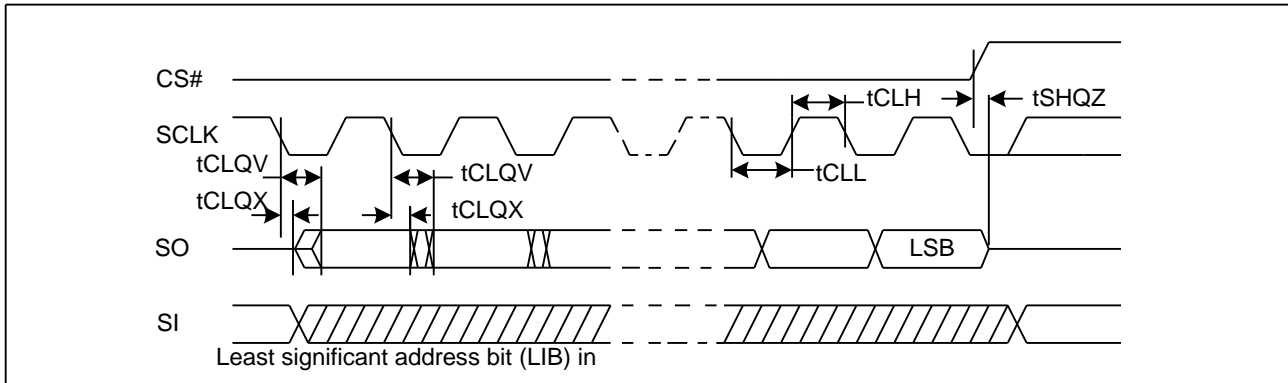 CS#
tCLH
tSHQZ
SCLK
tCLQV
tCLQV
tCLL
tCLQX
tCLQX
SO
LSB
SI
Least significant address bit (LIB) in